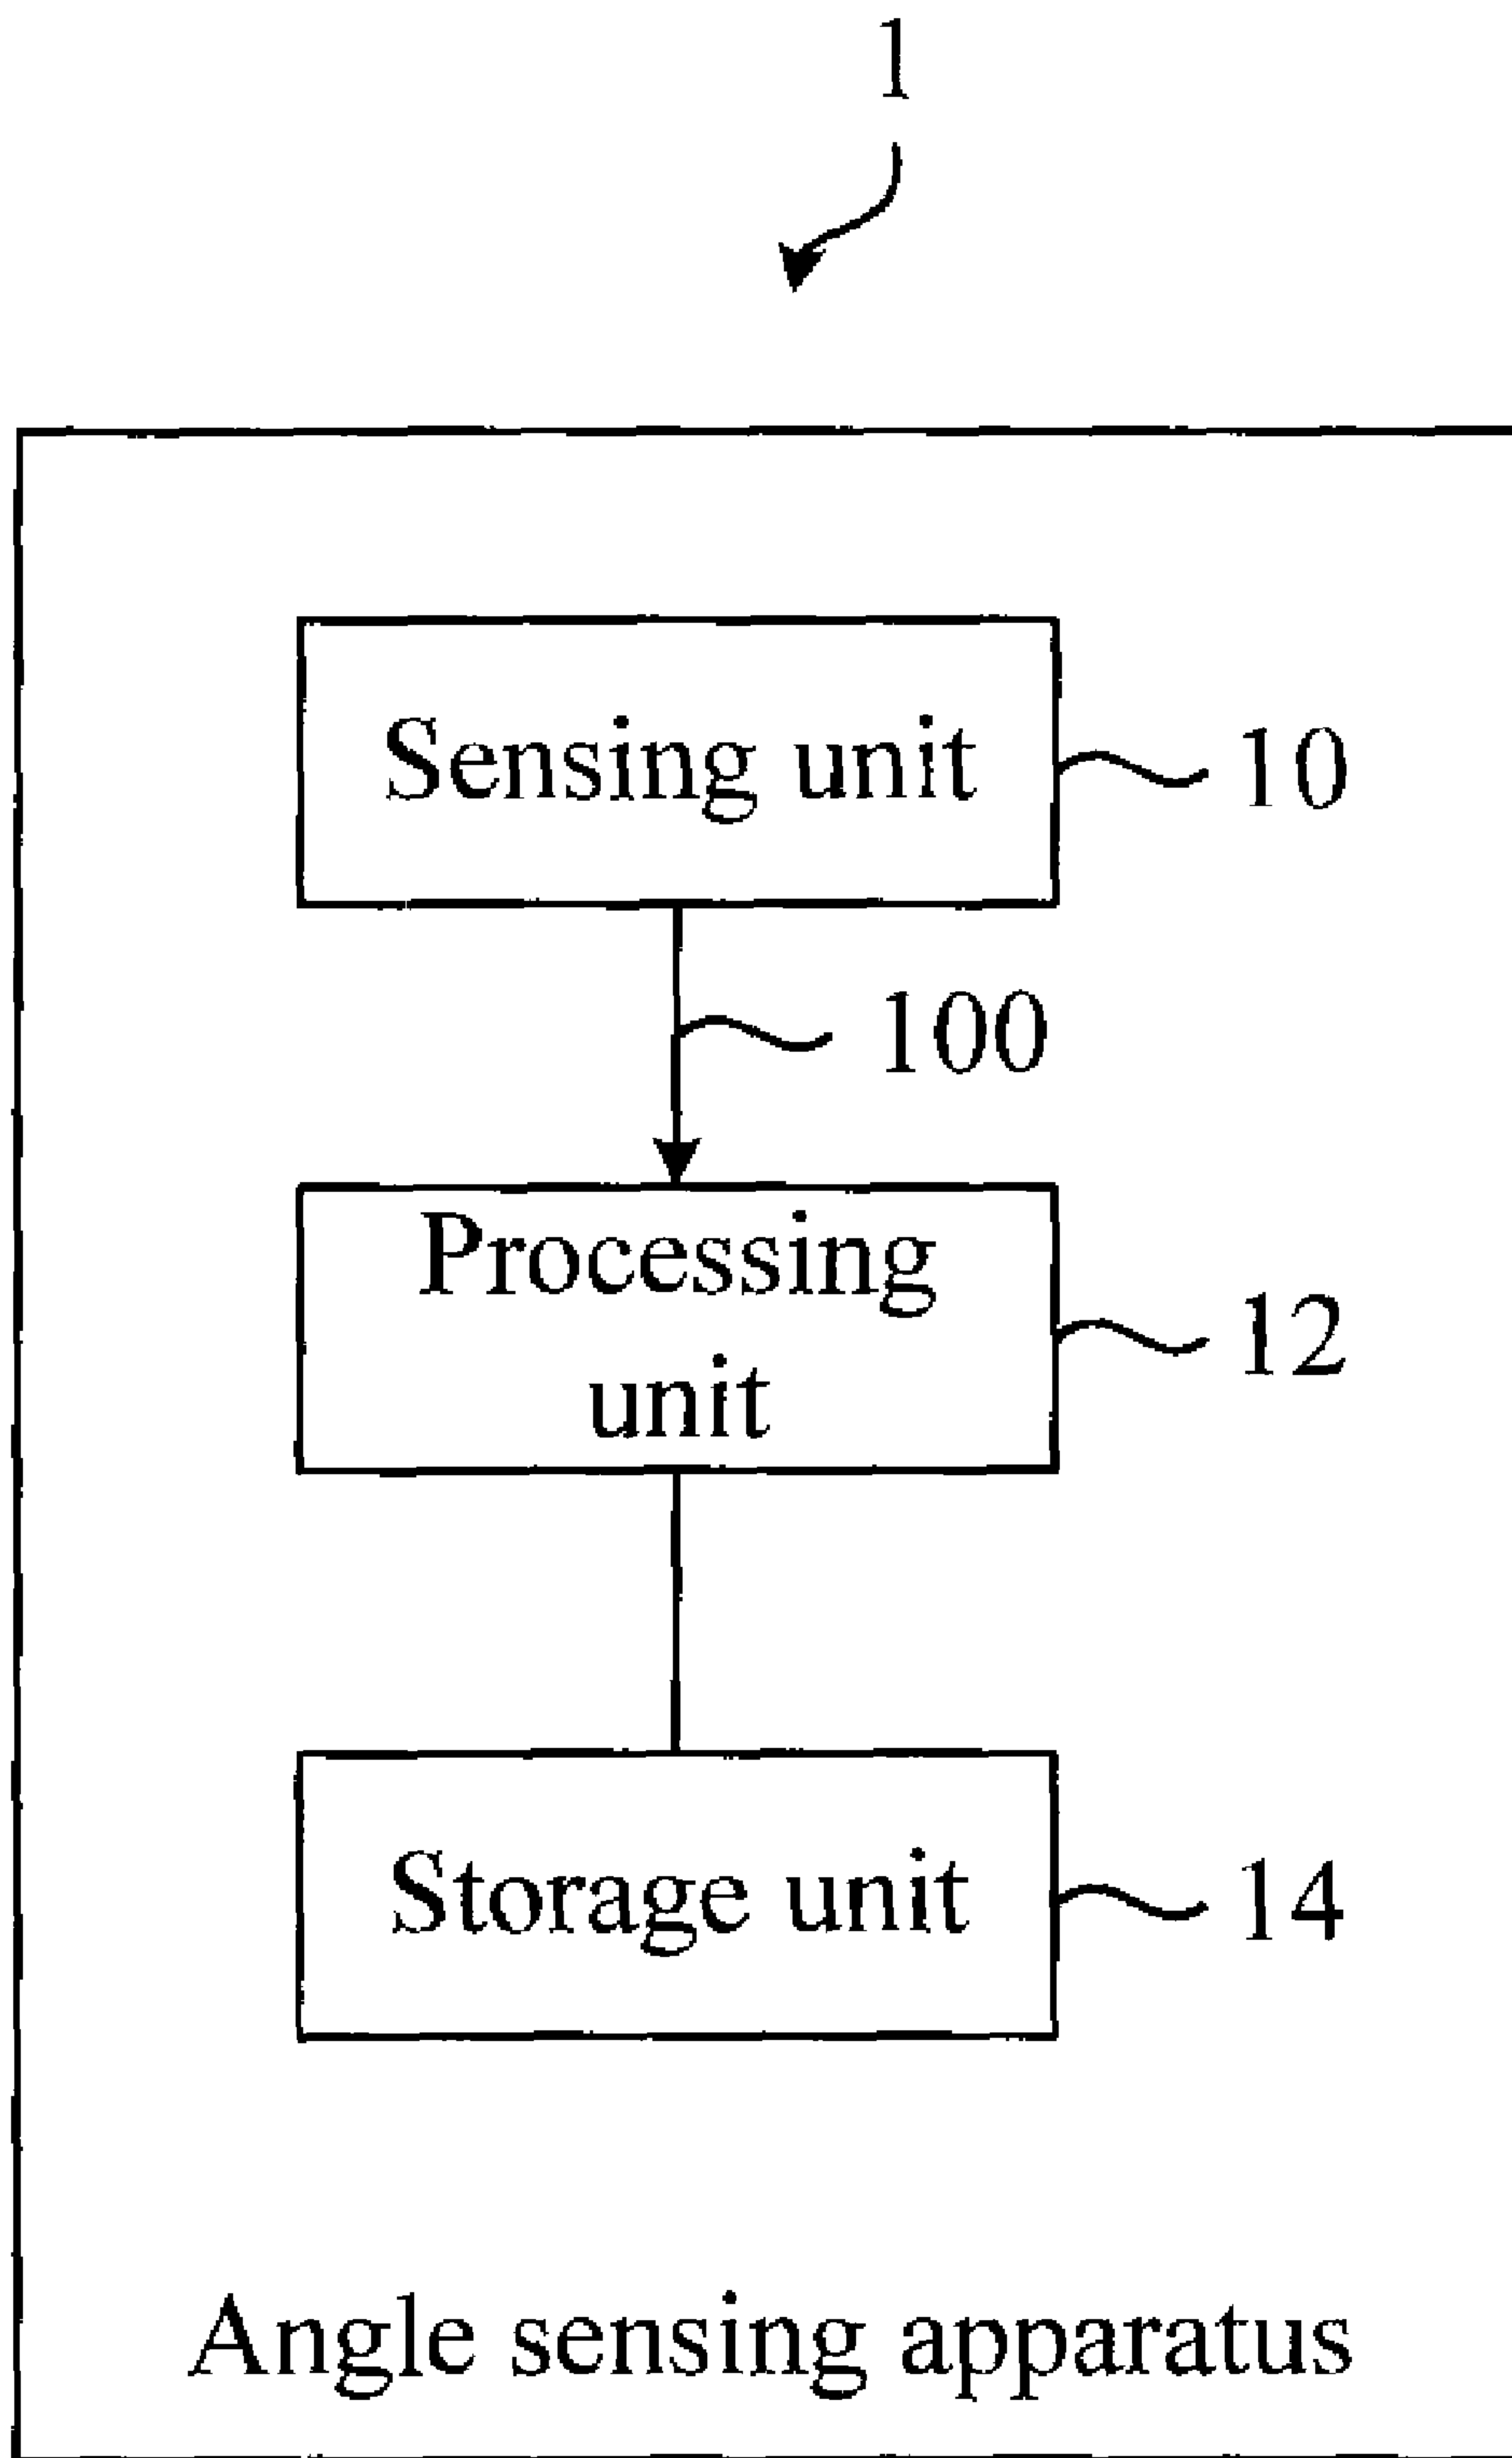 1
Sensing unit
10
100
Processing
unit
12
Storage unit
14
Angle sensing apparatus